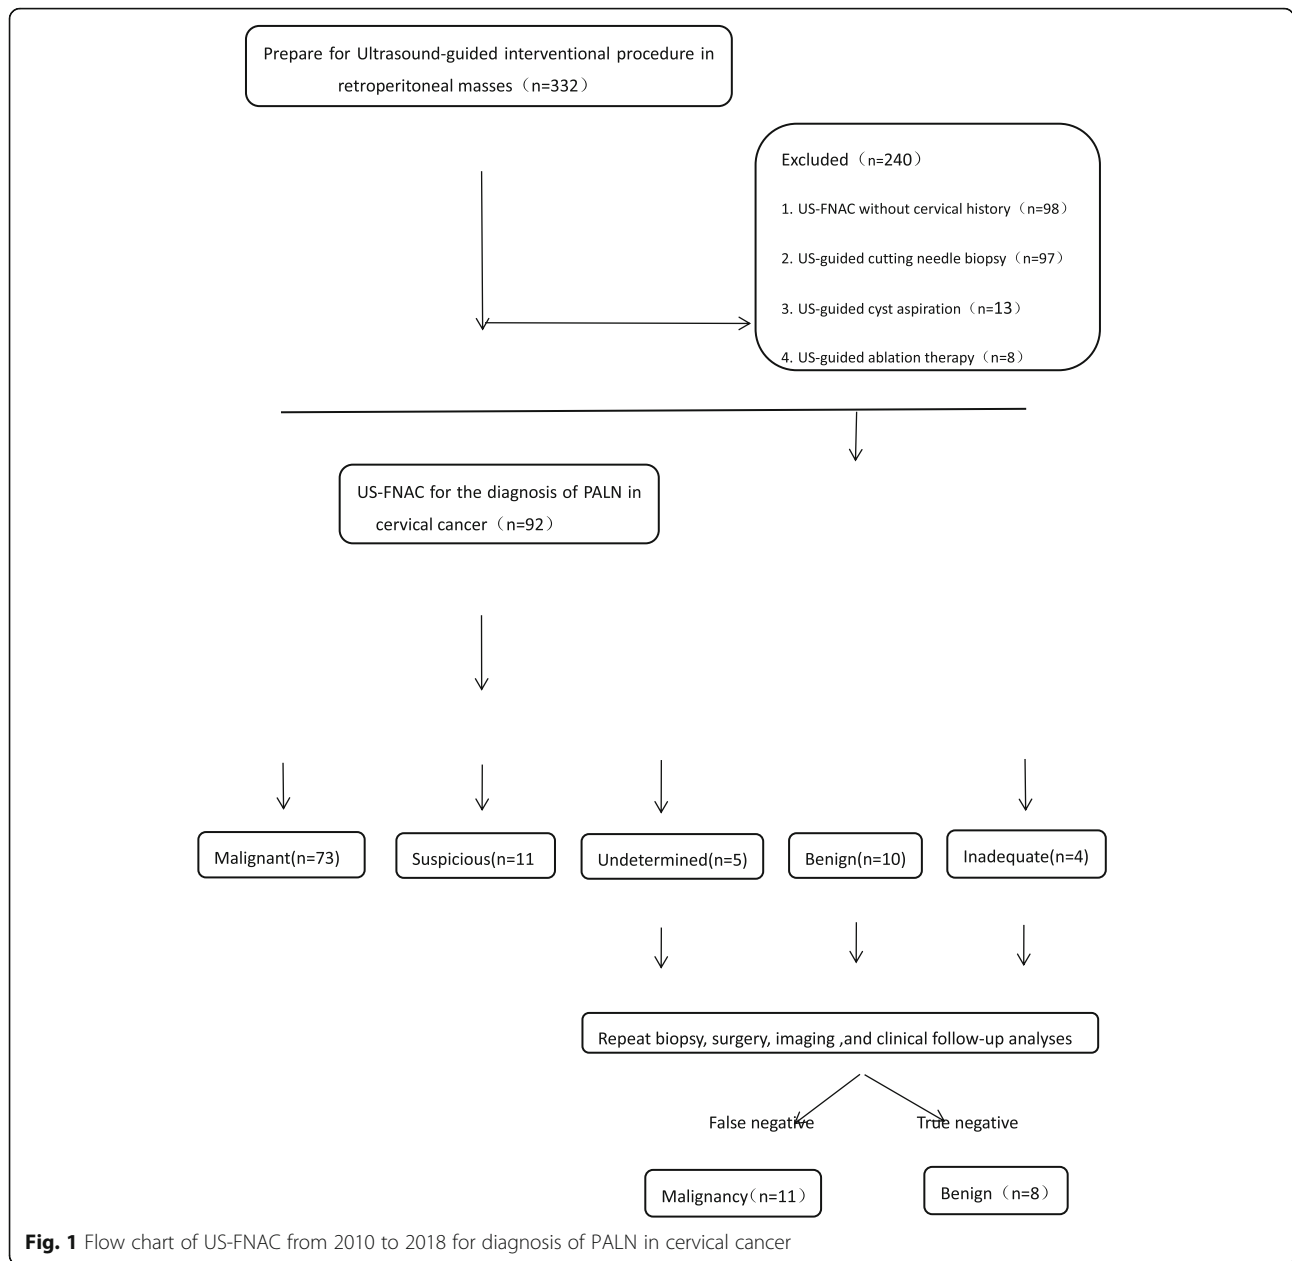 Prepare for Ultrasound-guided interventional procedure in
retroperitoneal masses（n=332）
Excluded（n=240）
1. US-FNAC without cervical history（n=98）
2. US-guided cutting needle biopsy（n=97）
3. US-guided cyst aspiration（n=13）
4. US-guided ablation therapy（n=8）
US-FNAC for the diagnosis of PALN in
cervical cancer（n=92）
Malignant(n=73)
Suspicious(n=11
Undetermined(n=5)
Benign(n=10)
Inadequate(n=4)
Repeat biopsy, surgery, imaging ,and clinical follow-up analyses
False negative
True negative
Malignancy（n=11）
Benign（n=8）
Fig. 1 Flow chart of US-FNAC from 2010 to 2018 for diagnosis of PALN in cervical cancer